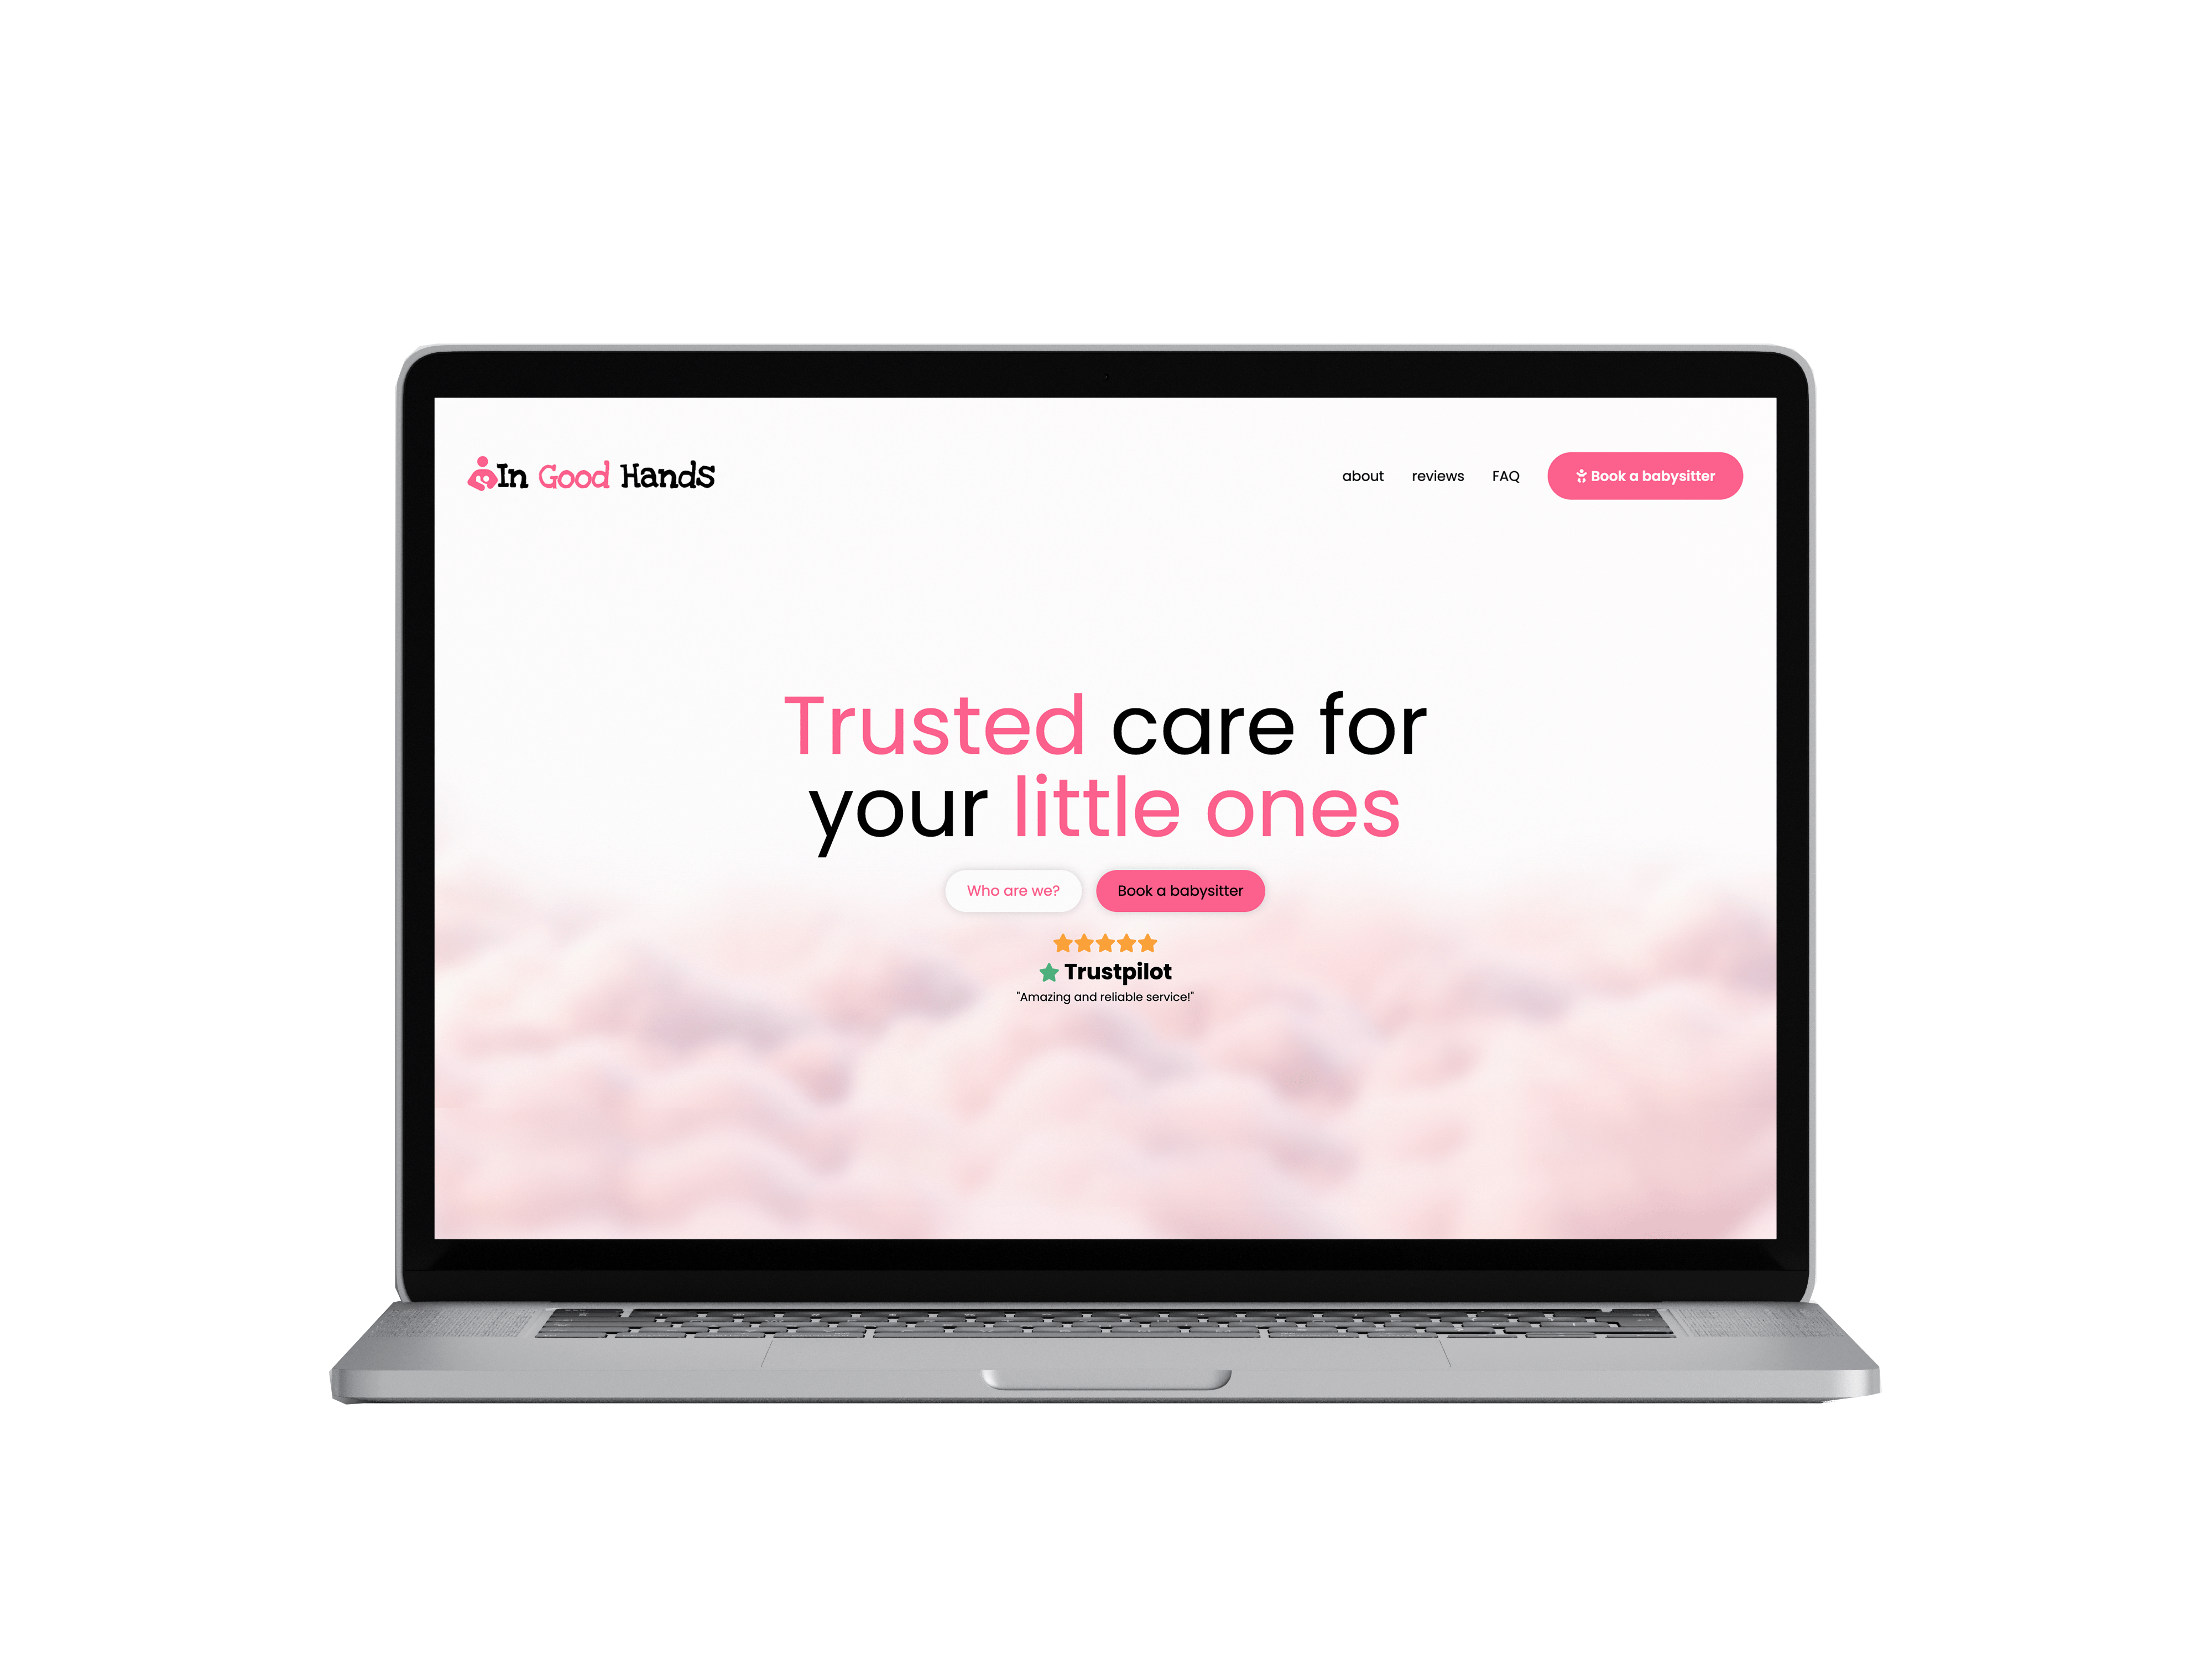 In Good Hands
about reviews FAQ Book a babysitter
Trusted care for
your little ones
Who are we? Book a babysitter
Trustpilot
"Amazing and reliable service!"